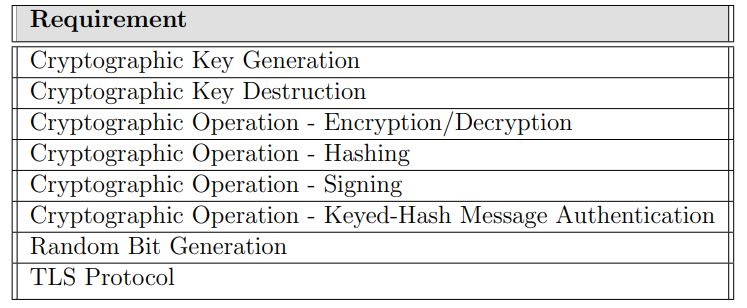 Requirement
Cryptographic Key Generation
Cryptographic Key Destruction
Cryptographic Operation - Encryption/Decryption
Cryptographic Operation - Hashing
Cryptographic Operation - Signing
Cryptographic Operation - Keyed-Hash Message Authentication
Random Bit Generation
TLS Protocol